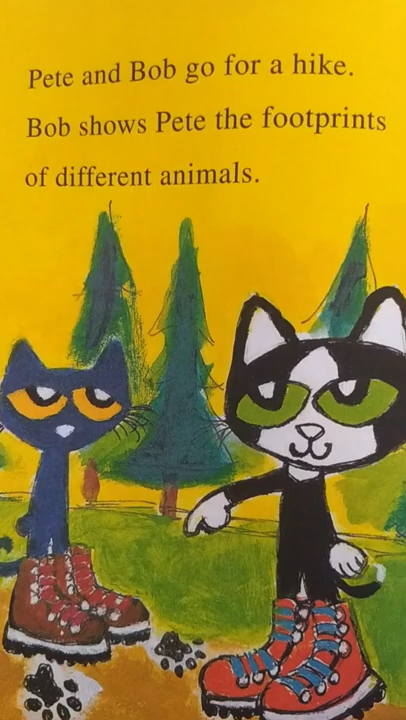 Pete and Bob go for a hike.
Bob shows Pete the footprints
of different animals.